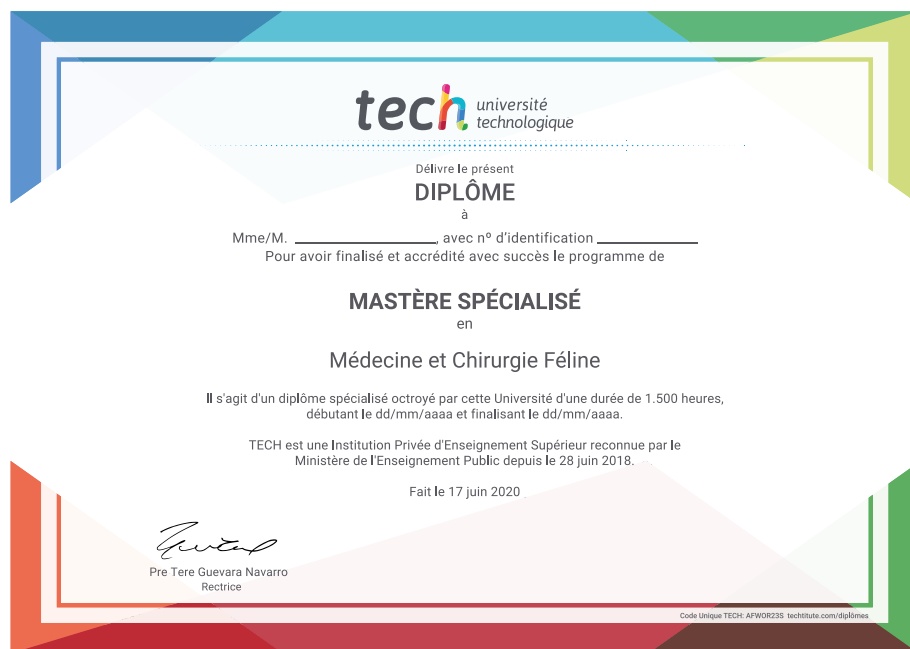 tech université
technologique
Délivre le présent
DIPLÔME
à
Mme/M. ____________, avec nº d'identification ____________
Pour avoir finalisé et accrédité avec succès le programme de
MASTÈRE SPÉCIALISÉ
en
Médecine et Chirurgie Féline
Il s'agit d'un diplôme spécialisé octroyé par cette Université d'une durée de 1.500 heures,
débutant le dd/mm/aaaa et finalisant le dd/mm/aaaa.
TECH est une Institution Privée d'Enseignement Supérieur reconnue par le
Ministère de l'Enseignement Public depuis le 28 juin 2018.
Fait le 17 juin 2020
Pre Tere Guevara Navarro
Rectrice
Code Unique TECH: AFWOR23S techtitute.com/diplômes